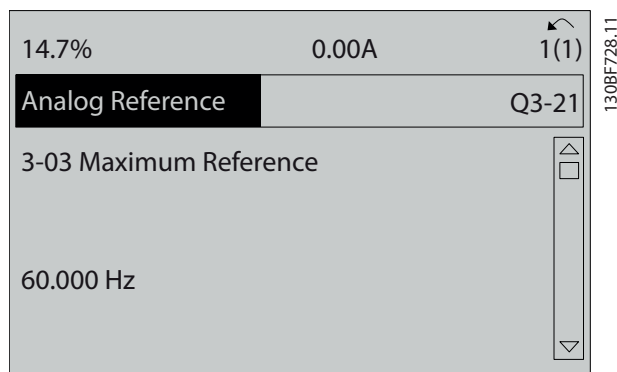 14.7% 0.00A 1(1)
Analog Reference Q3-21
3-03 Maximum Reference
60.000 Hz
130BF728.11